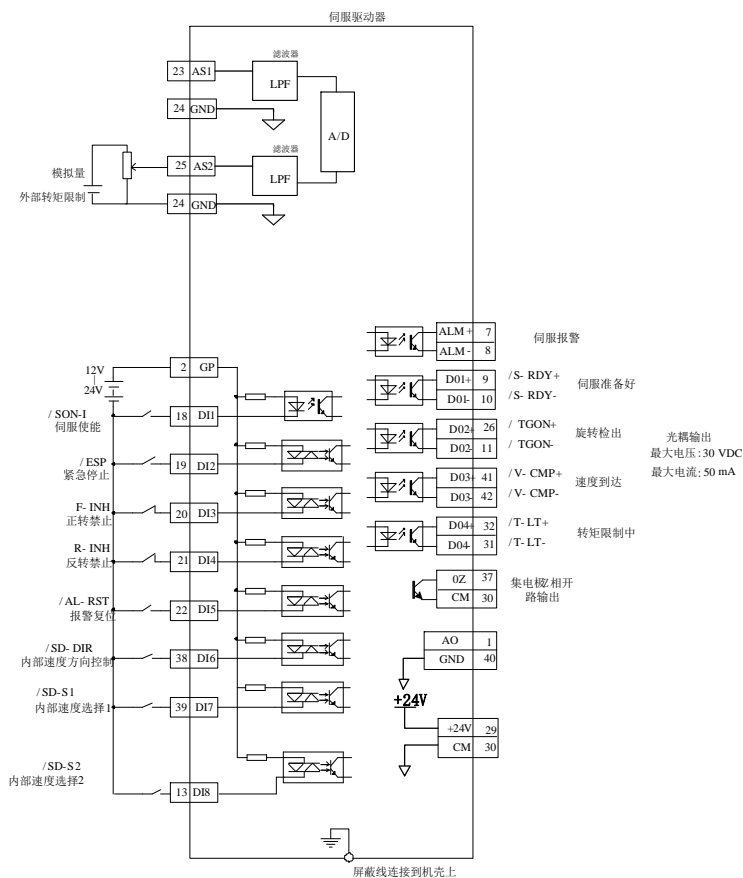 伺服驱动器
滤波器
23 AS1
LPF
24 GND
A/D
滤波器
模拟量
25 AS2
LPF
外部转矩限制
24 GND
ALM + 7
ALM - 8
伺服报警
12V
24V
2 GP
D01+ 9 /S- RDY+
D01- 10 /S- RDY-
伺服准备好
/ SON-I
伺服使能
18 DI1
D02+ 26 / TGON+
D02- 11 / TGON-
旋转检出
光耦输出
最大电压: 30 VDC
最大电流: 50 mA
/ ESP
紧急停止
19 DI2
D03+ 41 /V- CMP+
D03- 42 /V- CMP-
速度到达
F- INH
正转禁止
20 DI3
D04+ 32 /T- LT+
D04- 31 /T- LT-
转矩限制中
R- INH
反转禁止
21 DI4
0Z 37
CM 30
集电极Z相开
路输出
/AL- RST
报警复位
22 DI5
AO 1
GND 40
/SD- DIR
内部速度方向控制
38 DI6
+24V
/SD-S1
内部速度选择1
39 DI7
+24V 29
CM 30
/SD-S2
内部速度选择2
13 DI8
屏蔽线连接到机壳上